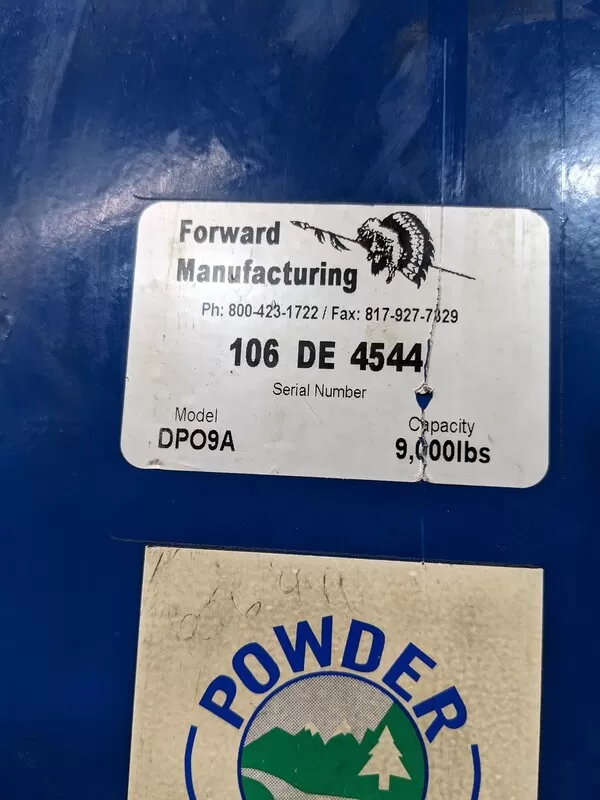 Forward
Manufacturing
Ph: 800-423-1722 / Fax: 817-927-7329
106 DE 4544
Serial Number
Model
DPO9A
Capacity
9,000lbs
POWDER